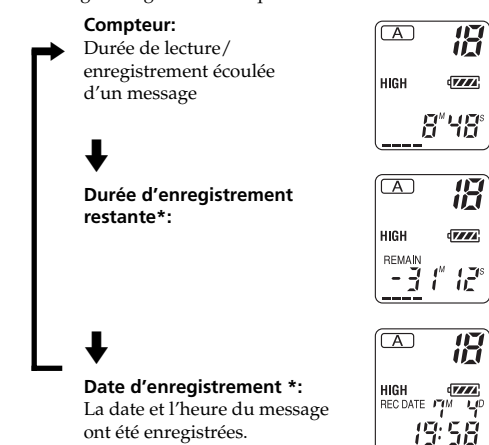 Compteur:
Durée de lecture/
enregistrement écoulée
d'un message
A 18
HIGH
8M48S
Durée d'enregistrement
restante*:
A 18
HIGH
REMAIN
-31M12S
Date d'enregistrement *:
La date et l'heure du message
ont été enregistrées.
A 18
HIGH
REC DATE 7M 4D
19:58